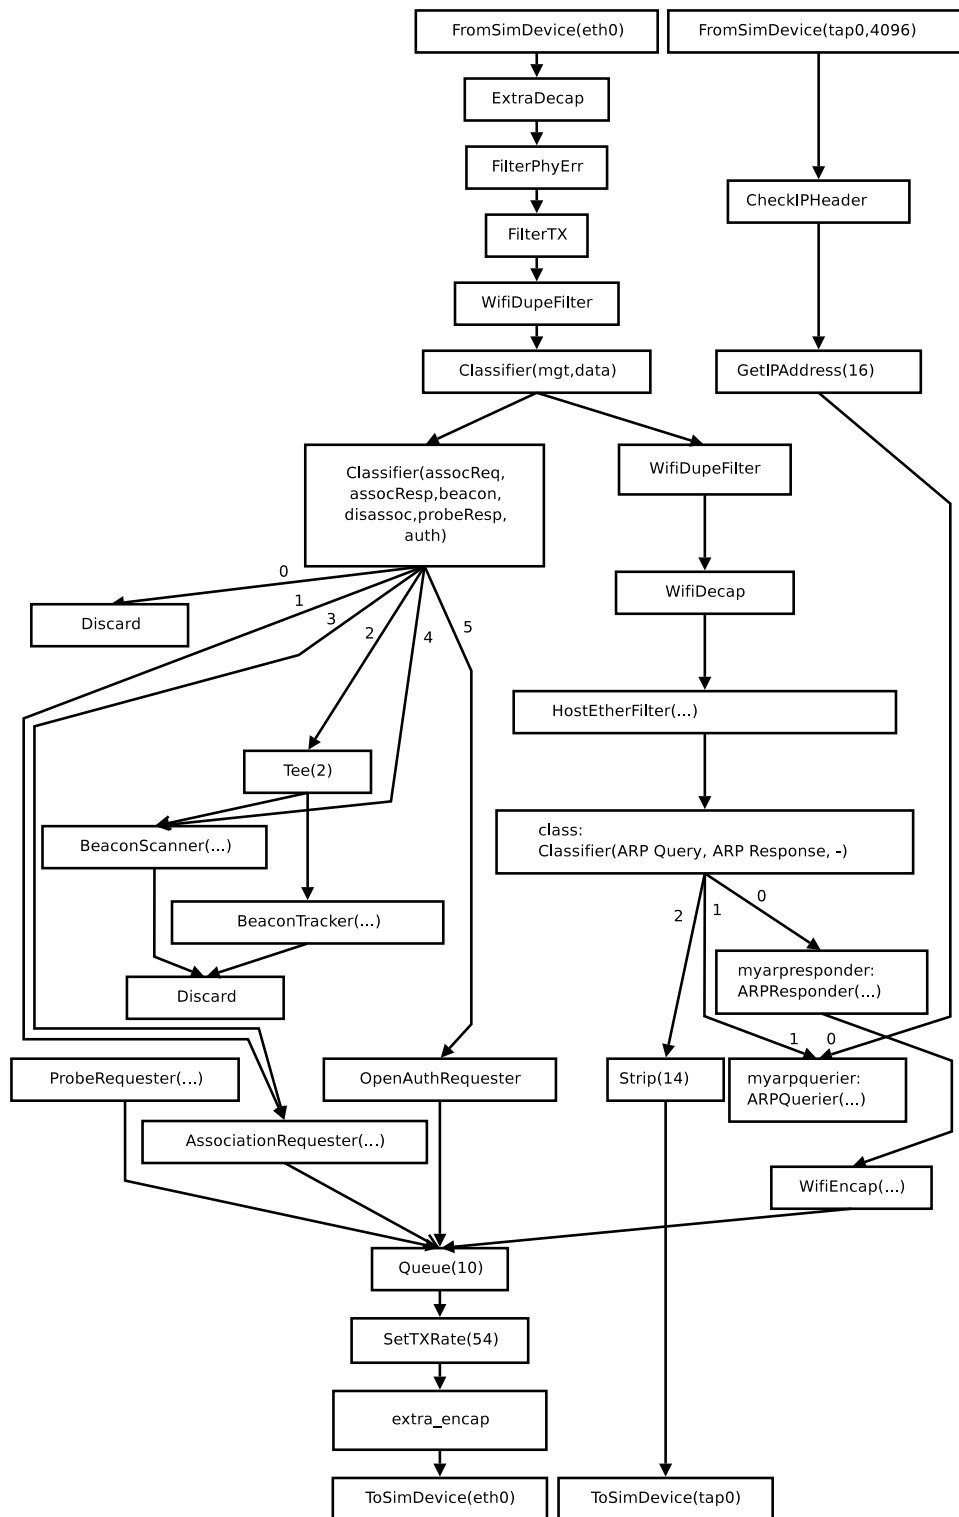 FromSimDevice(eth0)
FromSimDevice(tap0,4096)
ExtraDecap
FilterPhyErr
CheckIPHeader
FilterTX
WifiDupeFilter
Classifier(mgt,data)
GetIPAddress(16)
Classifier(assocReq,
assocResp,beacon,
disassoc,probeResp,
auth)
WifiDupeFilter
0
1
3
2
4
5
Discard
WifiDecap
HostEtherFilter(...)
Tee(2)
class:
Classifier(ARP Query, ARP Response, -)
BeaconScanner(...)
2
1
0
BeaconTracker(...)
myarpresponder:
ARPResponder(...)
Discard
1
0
ProbeRequester(...)
OpenAuthRequester
Strip(14)
myarpquerier:
ARPQuerier(...)
AssociationRequester(...)
WifiEncap(...)
Queue(10)
SetTXRate(54)
extra_encap
ToSimDevice(eth0)
ToSimDevice(tap0)